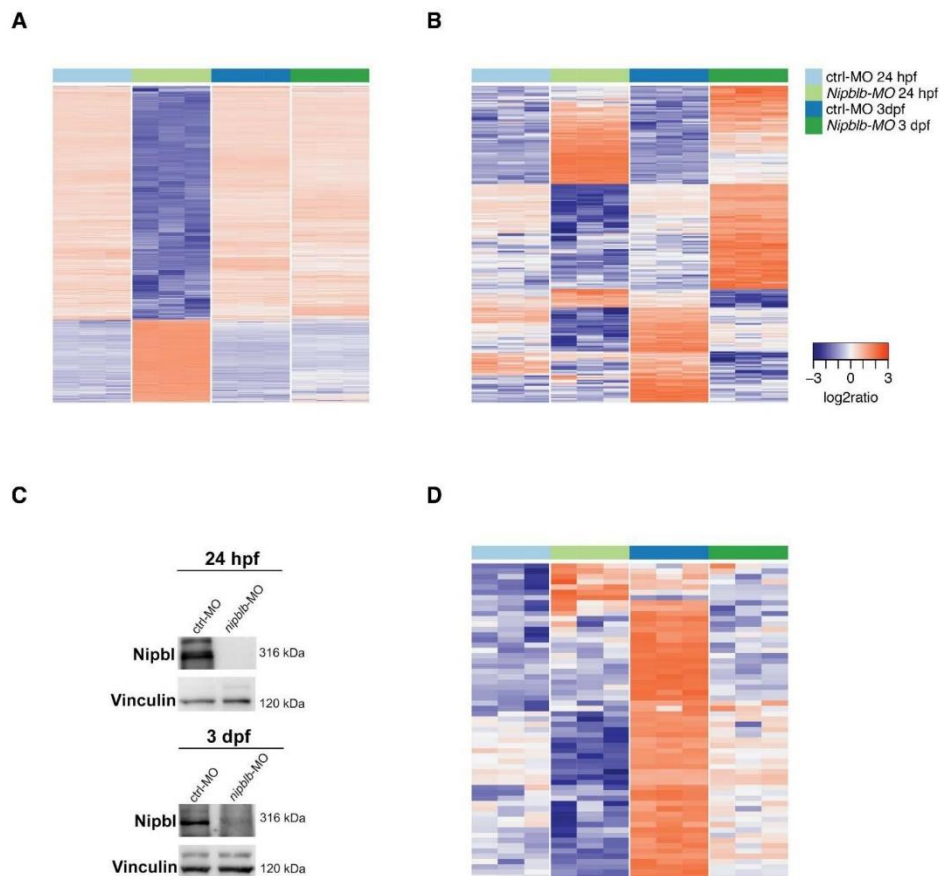 A
B
ctrl-MO 24 hpf
Nipblb-MO 24 hpf
ctrl-MO 3dpf
Nipblb-MO 3 dpf
-3 0 3
log2ratio
C
D
24 hpf
ctrl-MO
nipblb-MO
Nipbl 316 kDa
Vinculin 120 kDa
3 dpf
ctrl-MO
nipblb-MO
Nipbl 316 kDa
Vinculin 120 kDa